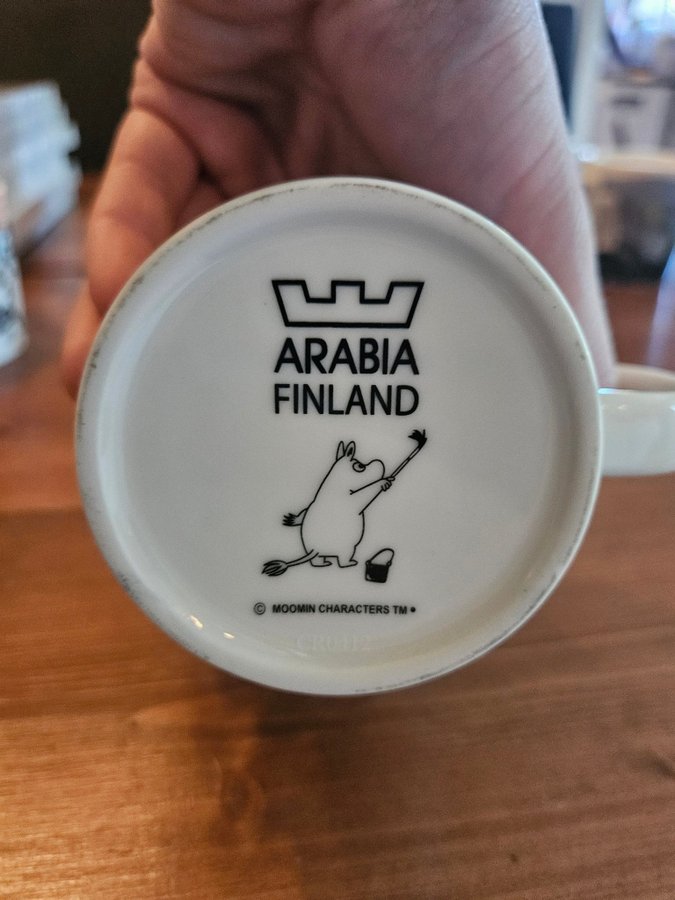 ARABIA
FINLAND
© MOOMIN CHARACTERS TM •